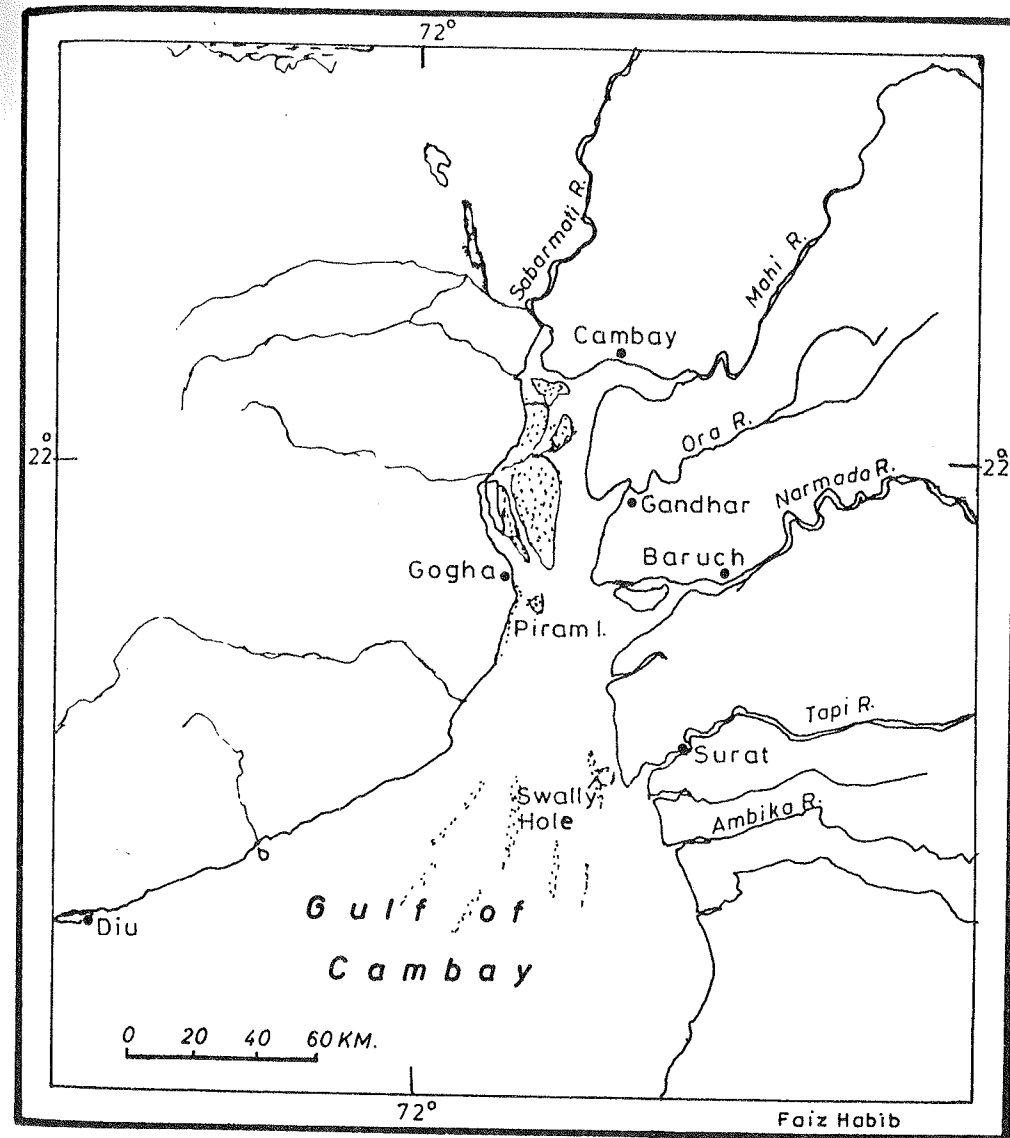 72°
Sabarmati R.
Mahi R.
Cambay
Ora R.
22°
22°
Narmada R.
Gandhar
Baruch
Gogha
Piram I.
Tapi R.
Surat
Swally
Hole
Ambika R.
Gulf of
Cambay
Diu
0 20 40 60 KM.
72°
Faiz Habib